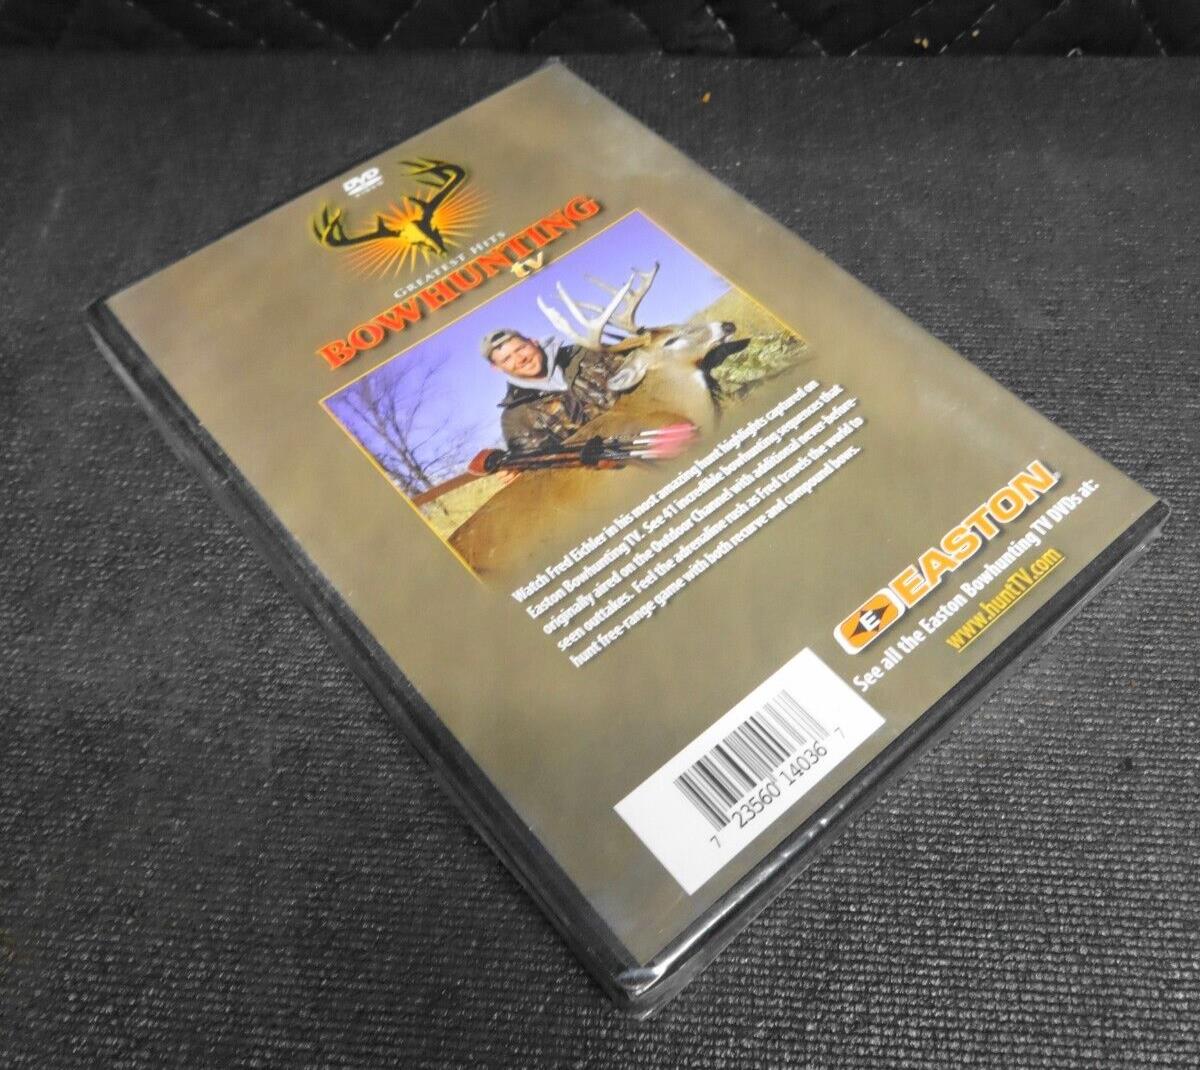 DVD
VIDEO
GREATEST HITS
BOWHUNTING
tv
Watch Fred Eichler in his most amazing hunt highlights captured on
Easton Bowhunting TV. See 41 incredible bowhunting sequences that
originally aired on the Outdoor Channel with additional never-before-
seen outtakes. Feel the adrenaline rush as Fred travels the world to
hunt free-range game with both recurve and compound bows.
E EASTON
See all the Easton Bowhunting TV DVDs at:
www.huntTV.com
7 23560 14036 7